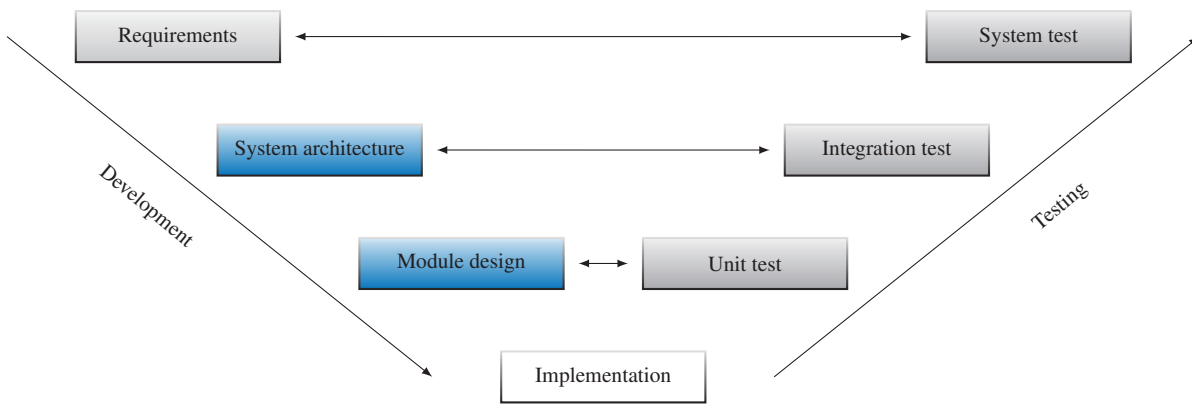 Requirements
System test
System architecture
Integration test
Development
Testing
Module design
Unit test
Implementation